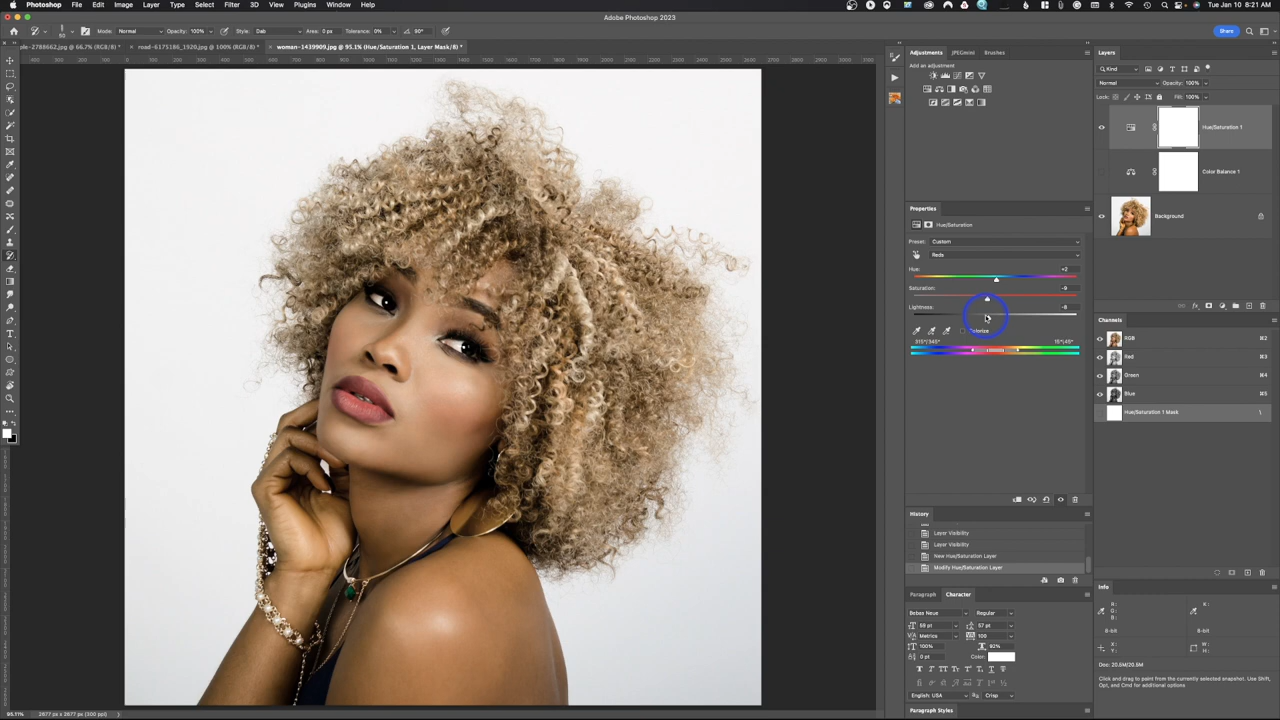 Photoshop File Edit Image Layer Type Select Filter 3D View Plugins Window Help
Tue Jan 10 8:21 AM
Adobe Photoshop 2023
50
Mode: Normal Opacity: 100% Style: Dab Area: 0 px Tolerance: 0% 90°
Share
ple-2788662.jpg @ 66.7% (RGB/8) * road-6175186_1920.jpg @ 100% (RGB/8) woman-1439909.jpg @ 95.1% (Hue/Saturation 1, Layer Mask/8) *
Adjustments JPEGmini Brushes
Add an adjustment
Properties
Hue/Saturation
Preset: Custom
Reds
Hue: +2
Saturation: -9
Lightness: -8
Colorize
315°/345° 15°\45°
History
Layer Visibility
Layer Visibility
New Hue/Saturation Layer
Modify Hue/Saturation Layer
Paragraph Character
Bebas Neue Regular
58 pt 57 pt
Metrics 100
100% 92%
0 pt Color:
English: USA Crisp
Paragraph Styles
Layers
Kind
Normal Opacity: 100%
Lock: Fill: 100%
Hue/Saturation 1
Color Balance 1
Background
Channels
RGB ⌘2
Red ⌘3
Green ⌘4
Blue ⌘5
Hue/Saturation 1 Mask \
Info
R: K:
G:
B:
8-bit 8-bit
X: W:
Y: H:
Doc: 20.5M/20.5M
Click and drag to paint from the currently selected snapshot. Use Shift,
Opt, and Cmd for additional options.
95.11% 2677 px x 2677 px (300 ppi)